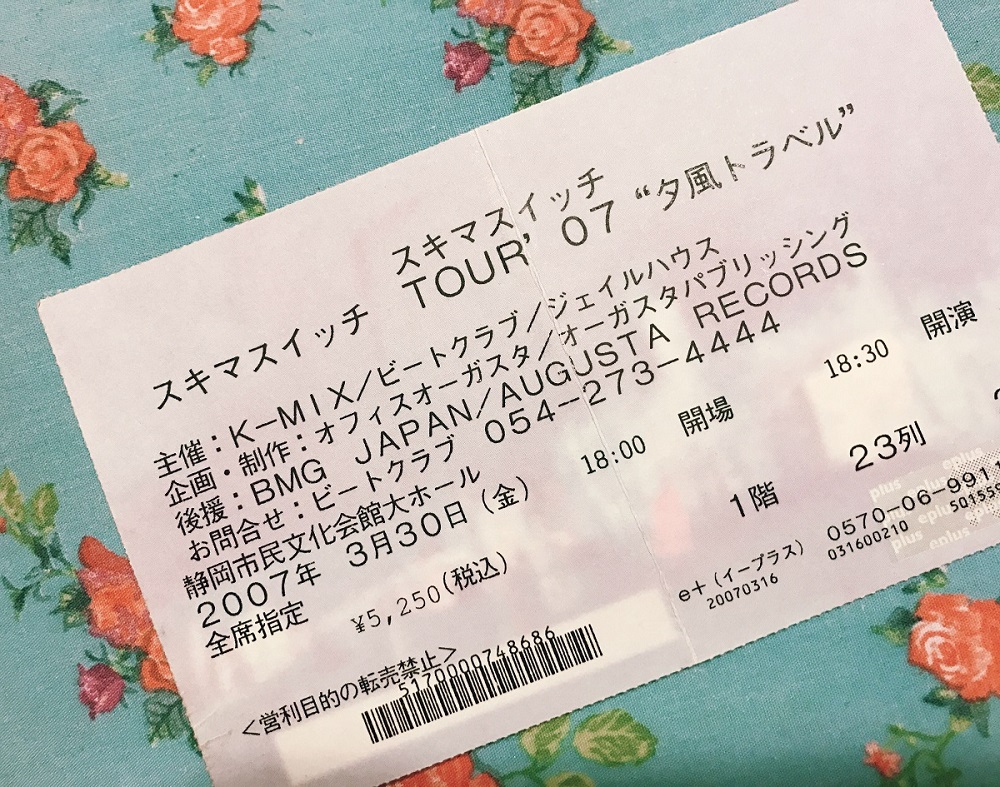 スキマスイッチ
スキマスイッチ TOUR'07 “夕風トラベル”
主催：K−MIX／ビートクラブ／ジェイルハウス
企画・制作：オフィスオーガスタ／オーガスタパブリッシング
後援：BMG JAPAN／AUGUSTA RECORDS
お問合せ：ビートクラブ 054−273−4444
静岡市民文化会館大ホール
2007年 3月30日（金） 18:00 開場 18:30 開演
全席指定 1階 23列
¥5,250(税込)
e＋（イープラス） 0570−06−991
20070316 031600210 501555
＜営利目的の転売禁止＞
5170000748686
eplus
plus eplus
eplus
plus eplus